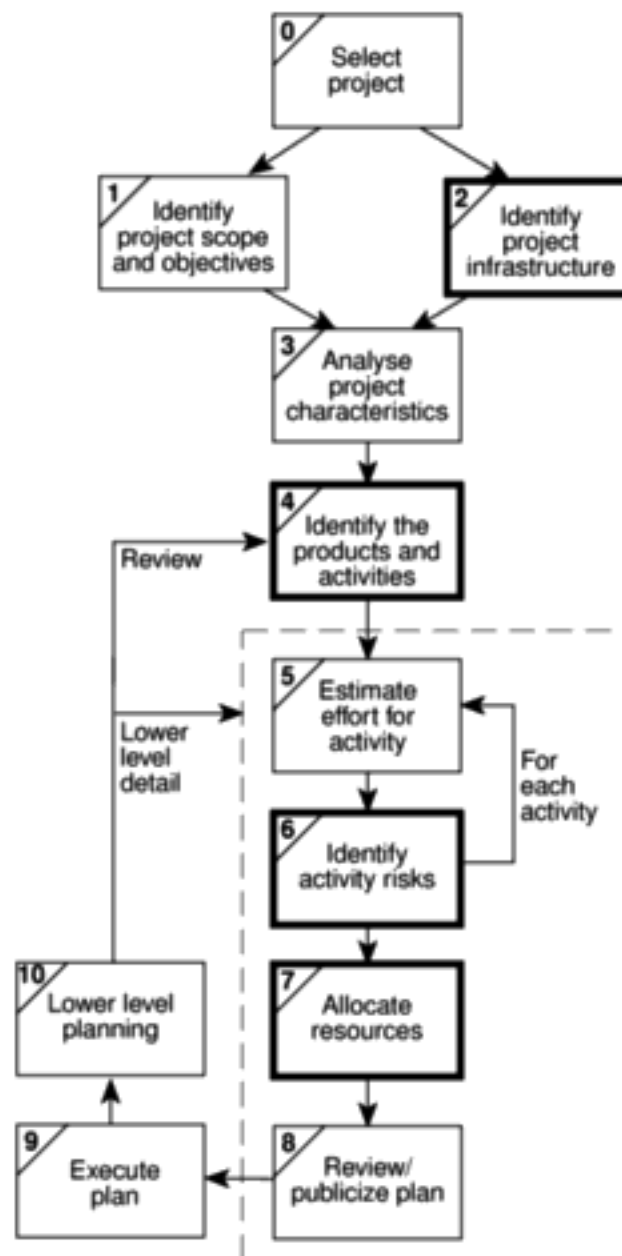 0
Select
project
1
Identify
project scope
and objectives
2
Identify
project
infrastructure
3
Analyse
project
characteristics
4
Identify the
products and
activities
Review
5
Estimate
effort for
activity
Lower
level
detail
For
each
activity
6
Identify
activity risks
7
Allocate
resources
10
Lower level
planning
8
Review/
publicize plan
9
Execute
plan